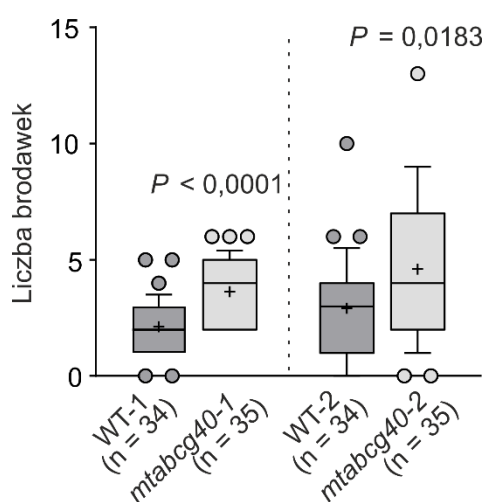 15
P = 0,0183
10
P < 0,0001
Liczba brodawek
5
0
WT-1
(n = 34)
mtabcg40-1
(n = 35)
WT-2
(n = 34)
mtabcg40-2
(n = 35)